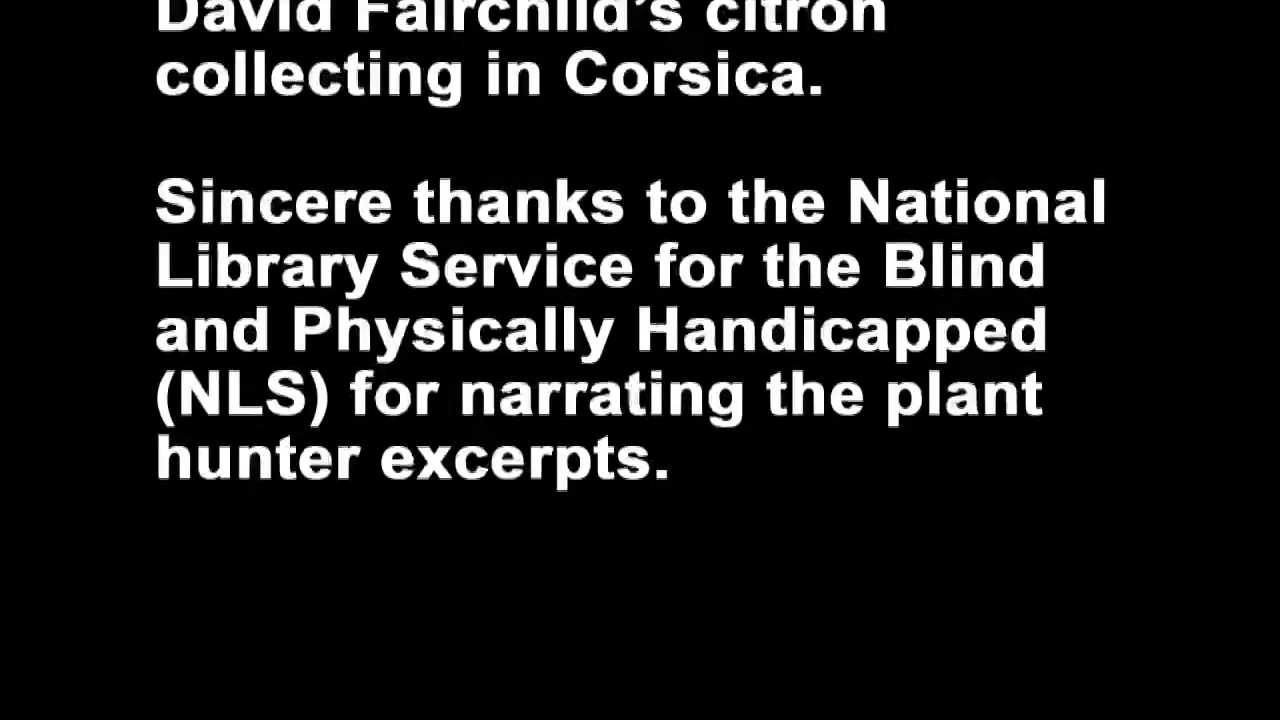 David Fairchild's citron
collecting in Corsica.
Sincere thanks to the National
Library Service for the Blind
and Physically Handicapped
(NLS) for narrating the plant
hunter excerpts.